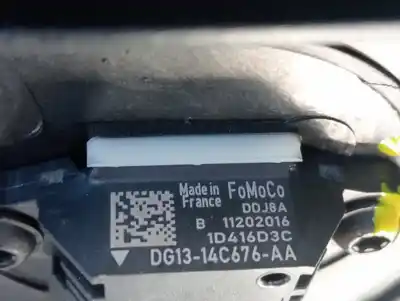 Made in France FoMoCo
DDJ8A
B 11202016
1D416D3C
DG13-14C676-AA